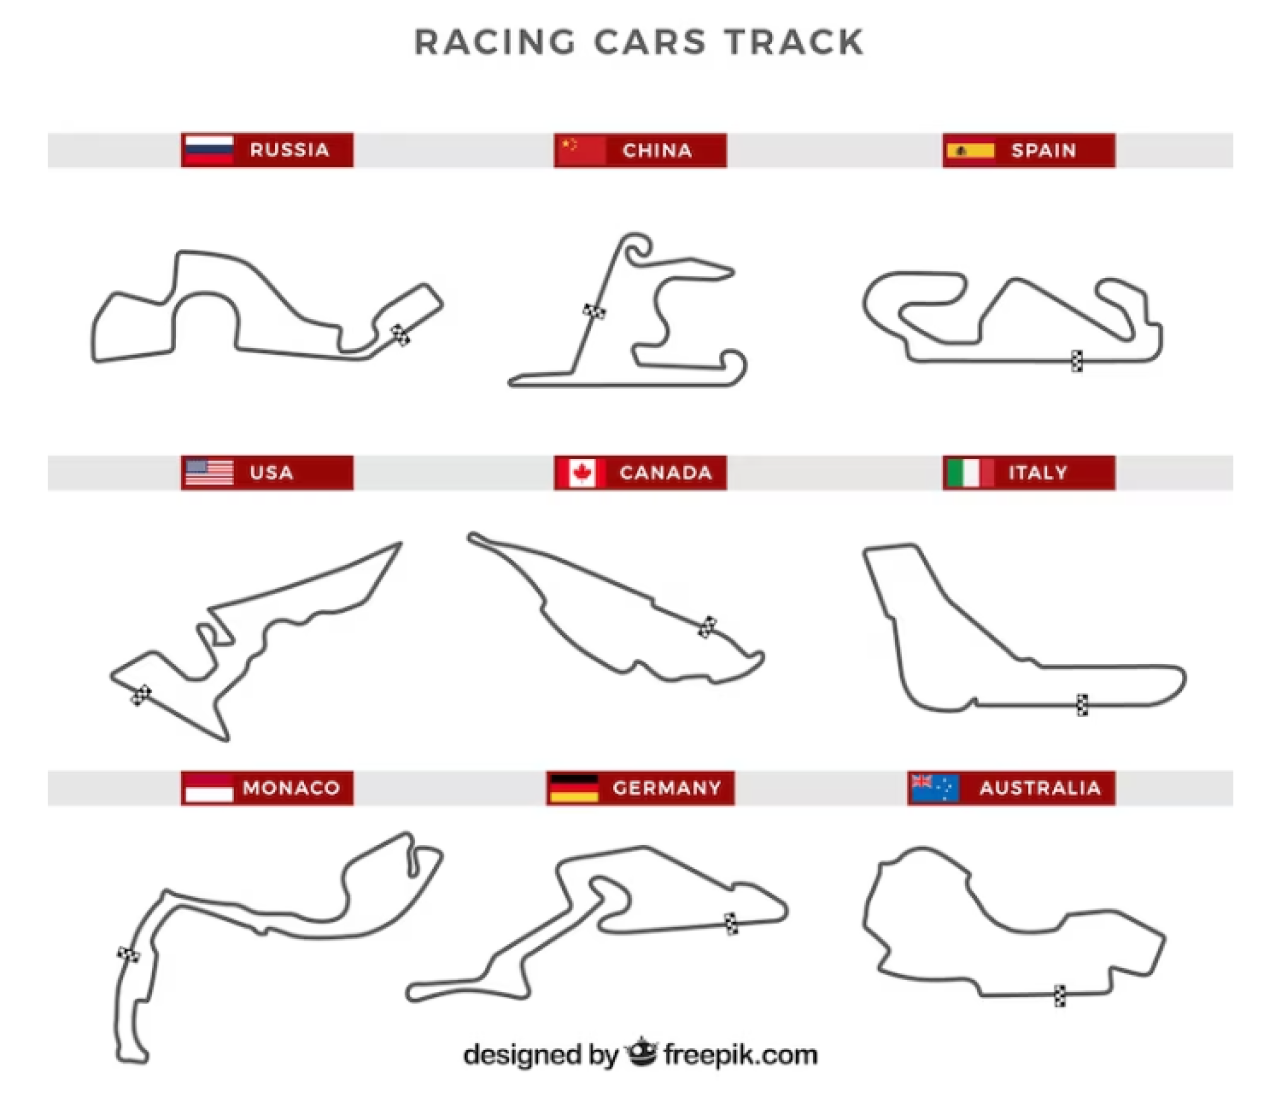 RACING CARS TRACK
RUSSIA
CHINA
SPAIN
USA
CANADA
ITALY
MONACO
GERMANY
AUSTRALIA
designed by freepik.com